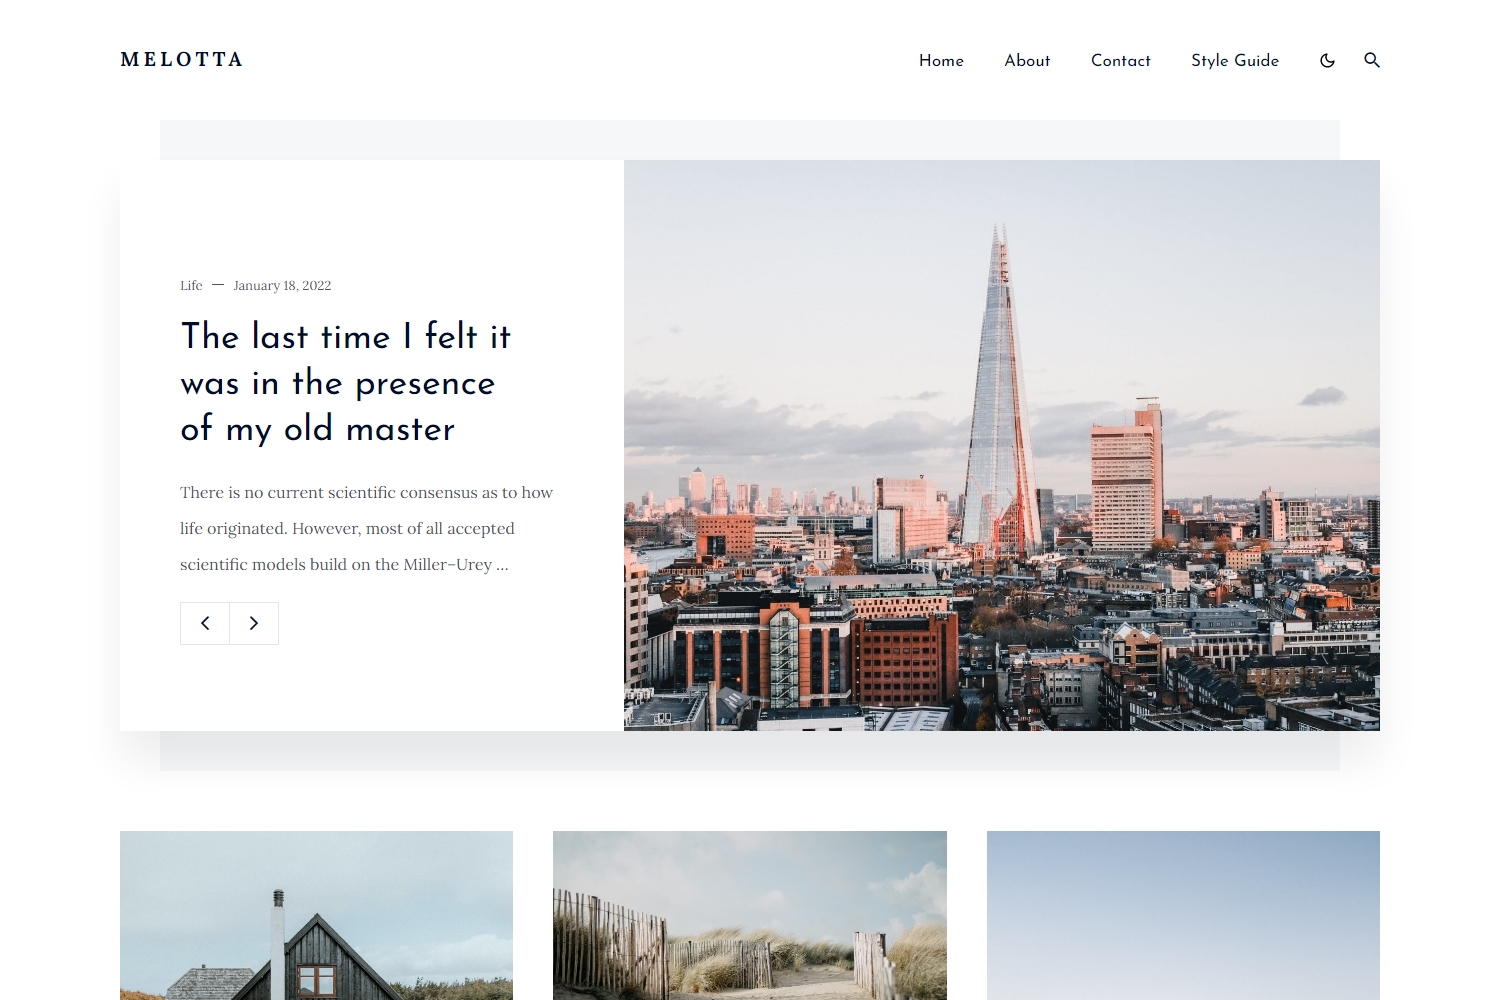 MELOTTA
Home About Contact Style Guide
Life — January 18, 2022
The last time I felt it
was in the presence
of my old master
There is no current scientific consensus as to how
life originated. However, most of all accepted
scientific models build on the Miller–Urey ...